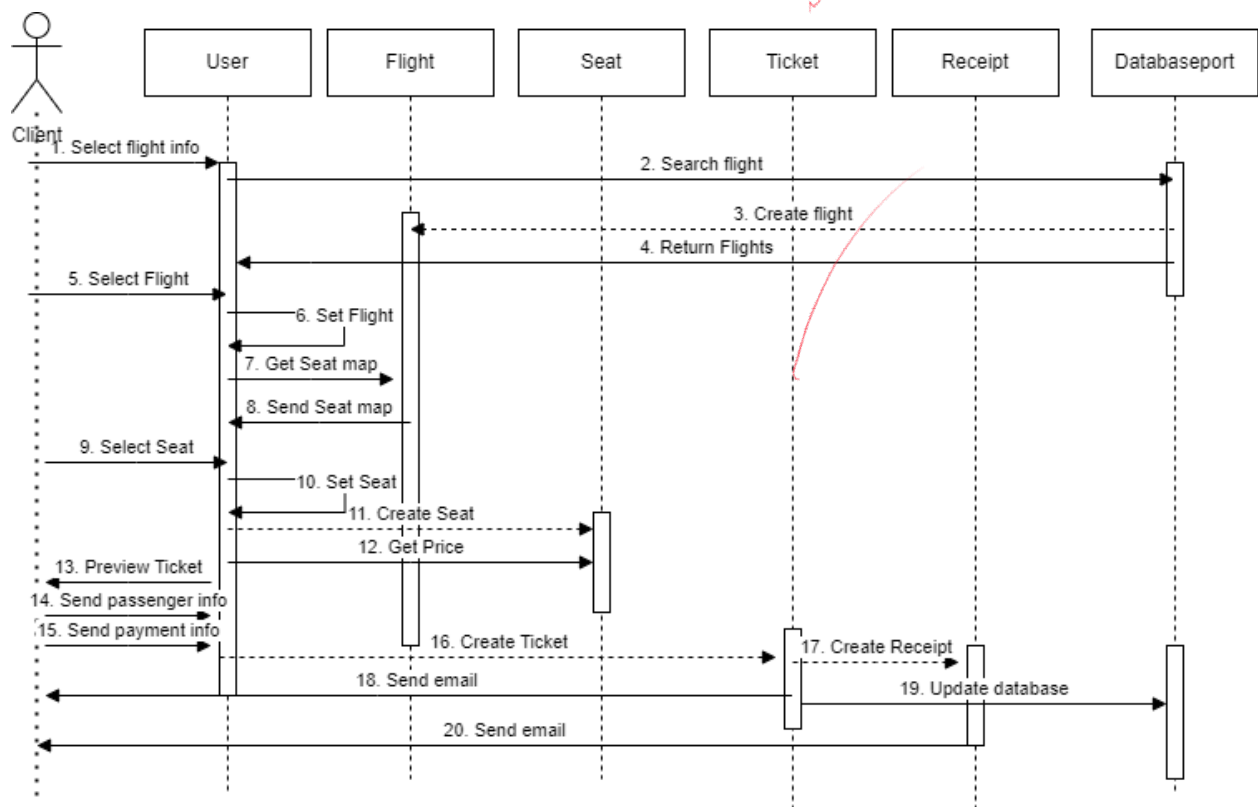 User
Flight
Seat
Ticket
Receipt
Databaseport
Client
1. Select flight info
2. Search flight
3. Create flight
4. Return Flights
5. Select Flight
6. Set Flight
7. Get Seat map
8. Send Seat map
9. Select Seat
10. Set Seat
11. Create Seat
12. Get Price
13. Preview Ticket
14. Send passenger info
15. Send payment info
16. Create Ticket
17. Create Receipt
18. Send email
19. Update database
20. Send email